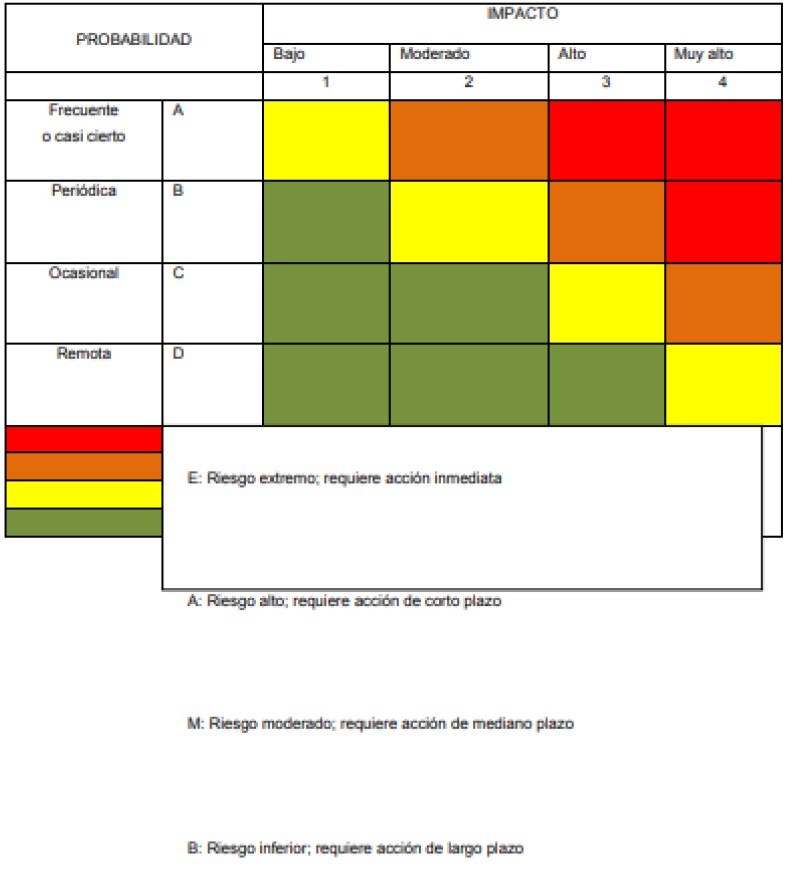 IMPACTO
PROBABILIDAD
Bajo Moderado Alto Muy alto
1 2 3 4
Frecuente A
o casi cierto
Periódica B
Ocasional C
Remota D
E: Riesgo extremo; requiere acción inmediata
A: Riesgo alto; requiere acción de corto plazo
M: Riesgo moderado; requiere acción de mediano plazo
B: Riesgo inferior; requiere acción de largo plazo